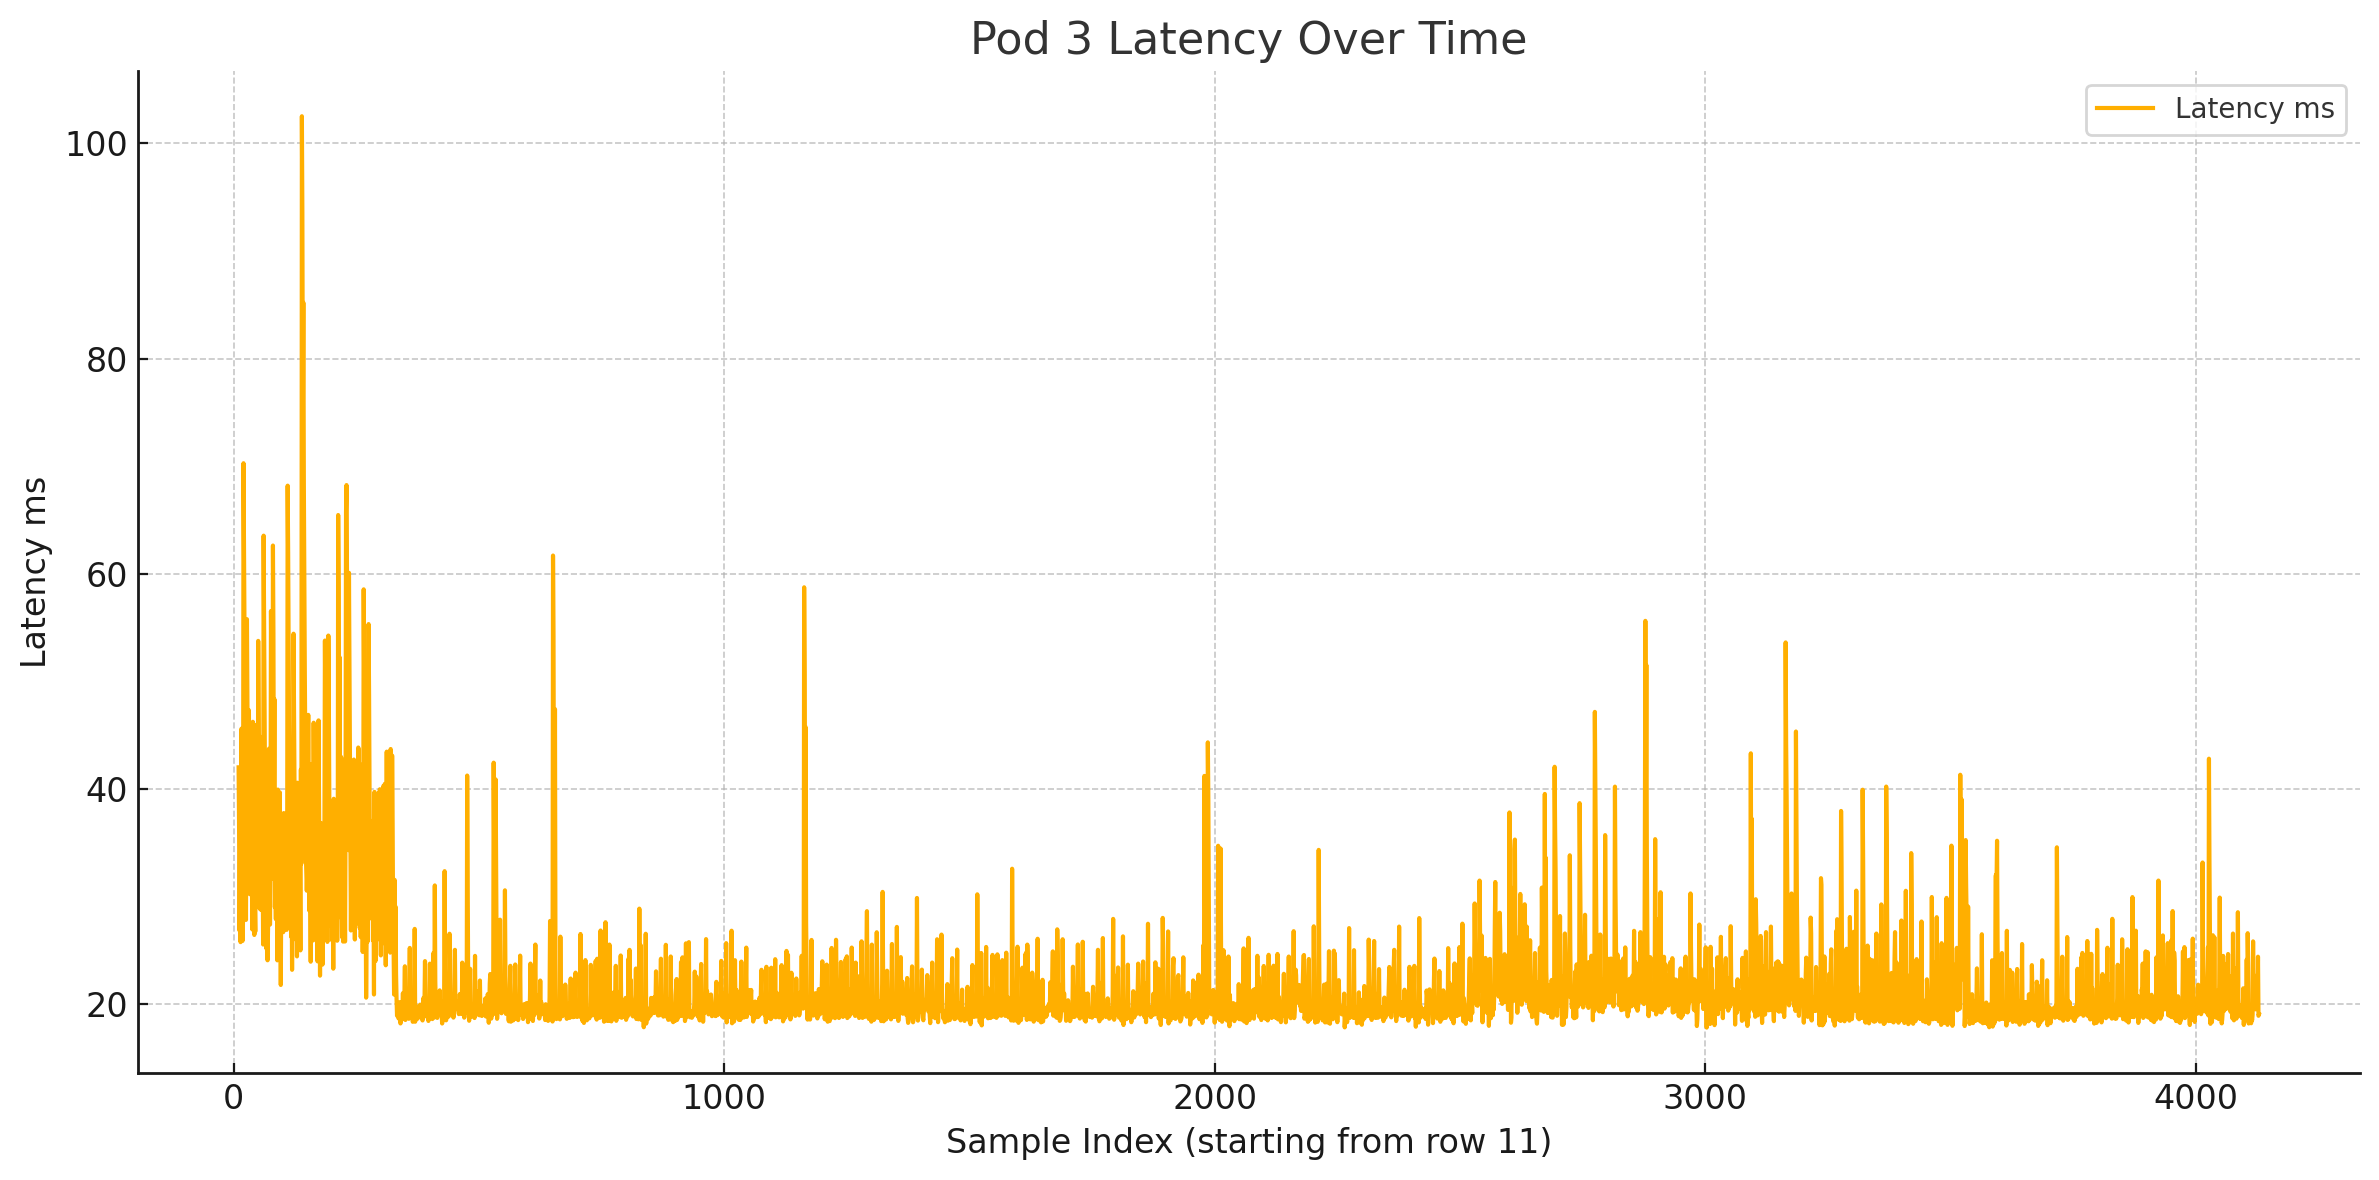 Pod 3 Latency Over Time
Latency ms
100
80
60
40
20
Latency ms
0
1000
2000
3000
4000
Sample Index (starting from row 11)